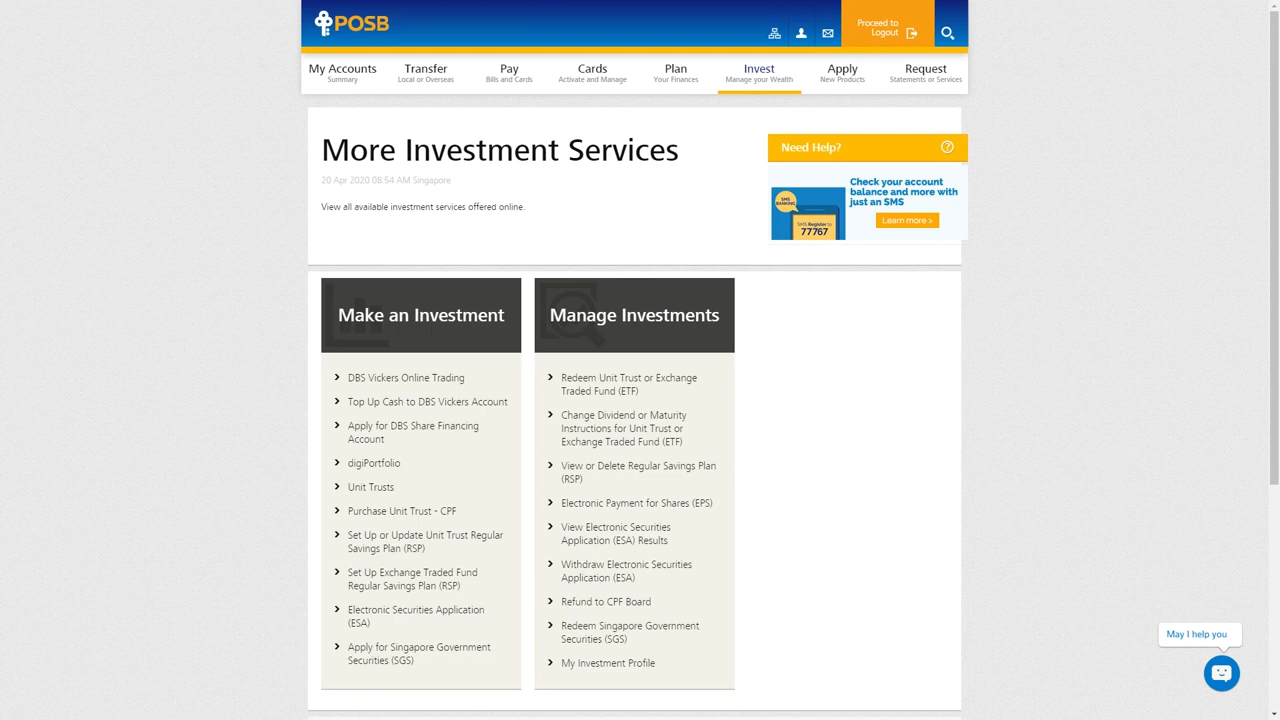 POSB
Proceed to
Logout
My Accounts
Summary
Transfer
Local or Overseas
Pay
Bills and Cards
Cards
Activate and Manage
Plan
Your Finances
Invest
Manage your Wealth
Apply
New Products
Request
Statements or Services
More Investment Services
20 Apr 2020 08:54 AM Singapore
View all available investment services offered online.
Need Help?
Check your account
balance and more with
just an SMS
Learn more >
SMS
BANKING
SMS Register to
77767
Make an Investment
DBS Vickers Online Trading
Top Up Cash to DBS Vickers Account
Apply for DBS Share Financing
Account
digiPortfolio
Unit Trusts
Purchase Unit Trust - CPF
Set Up or Update Unit Trust Regular
Savings Plan (RSP)
Set Up Exchange Traded Fund
Regular Savings Plan (RSP)
Electronic Securities Application
(ESA)
Apply for Singapore Government
Securities (SGS)
Manage Investments
Redeem Unit Trust or Exchange
Traded Fund (ETF)
Change Dividend or Maturity
Instructions for Unit Trust or
Exchange Traded Fund (ETF)
View or Delete Regular Savings Plan
(RSP)
Electronic Payment for Shares (EPS)
View Electronic Securities
Application (ESA) Results
Withdraw Electronic Securities
Application (ESA)
Refund to CPF Board
Redeem Singapore Government
Securities (SGS)
My Investment Profile
May I help you